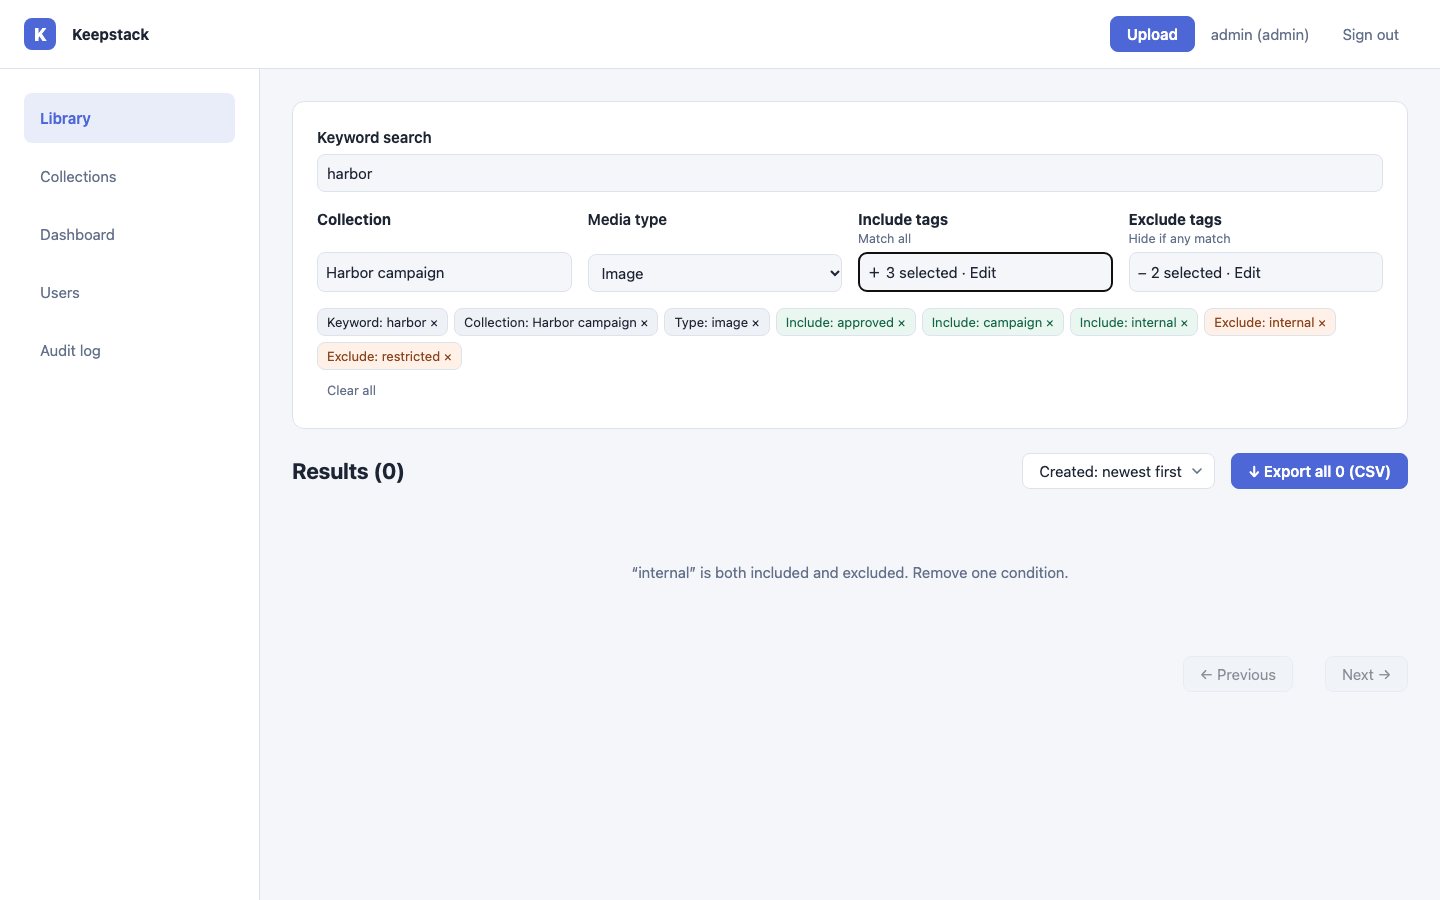 K Keepstack Upload admin (admin) Sign out
Library
Collections
Dashboard
Users
Audit log
Keyword search
harbor
Collection Media type Include tags Exclude tags
Match all Hide if any match
Harbor campaign Image + 3 selected · Edit − 2 selected · Edit
Keyword: harbor × Collection: Harbor campaign × Type: image × Include: approved × Include: campaign × Include: internal × Exclude: internal ×
Exclude: restricted ×
Clear all
Results (0) Created: newest first ↓ Export all 0 (CSV)
“internal” is both included and excluded. Remove one condition.
← Previous Next →